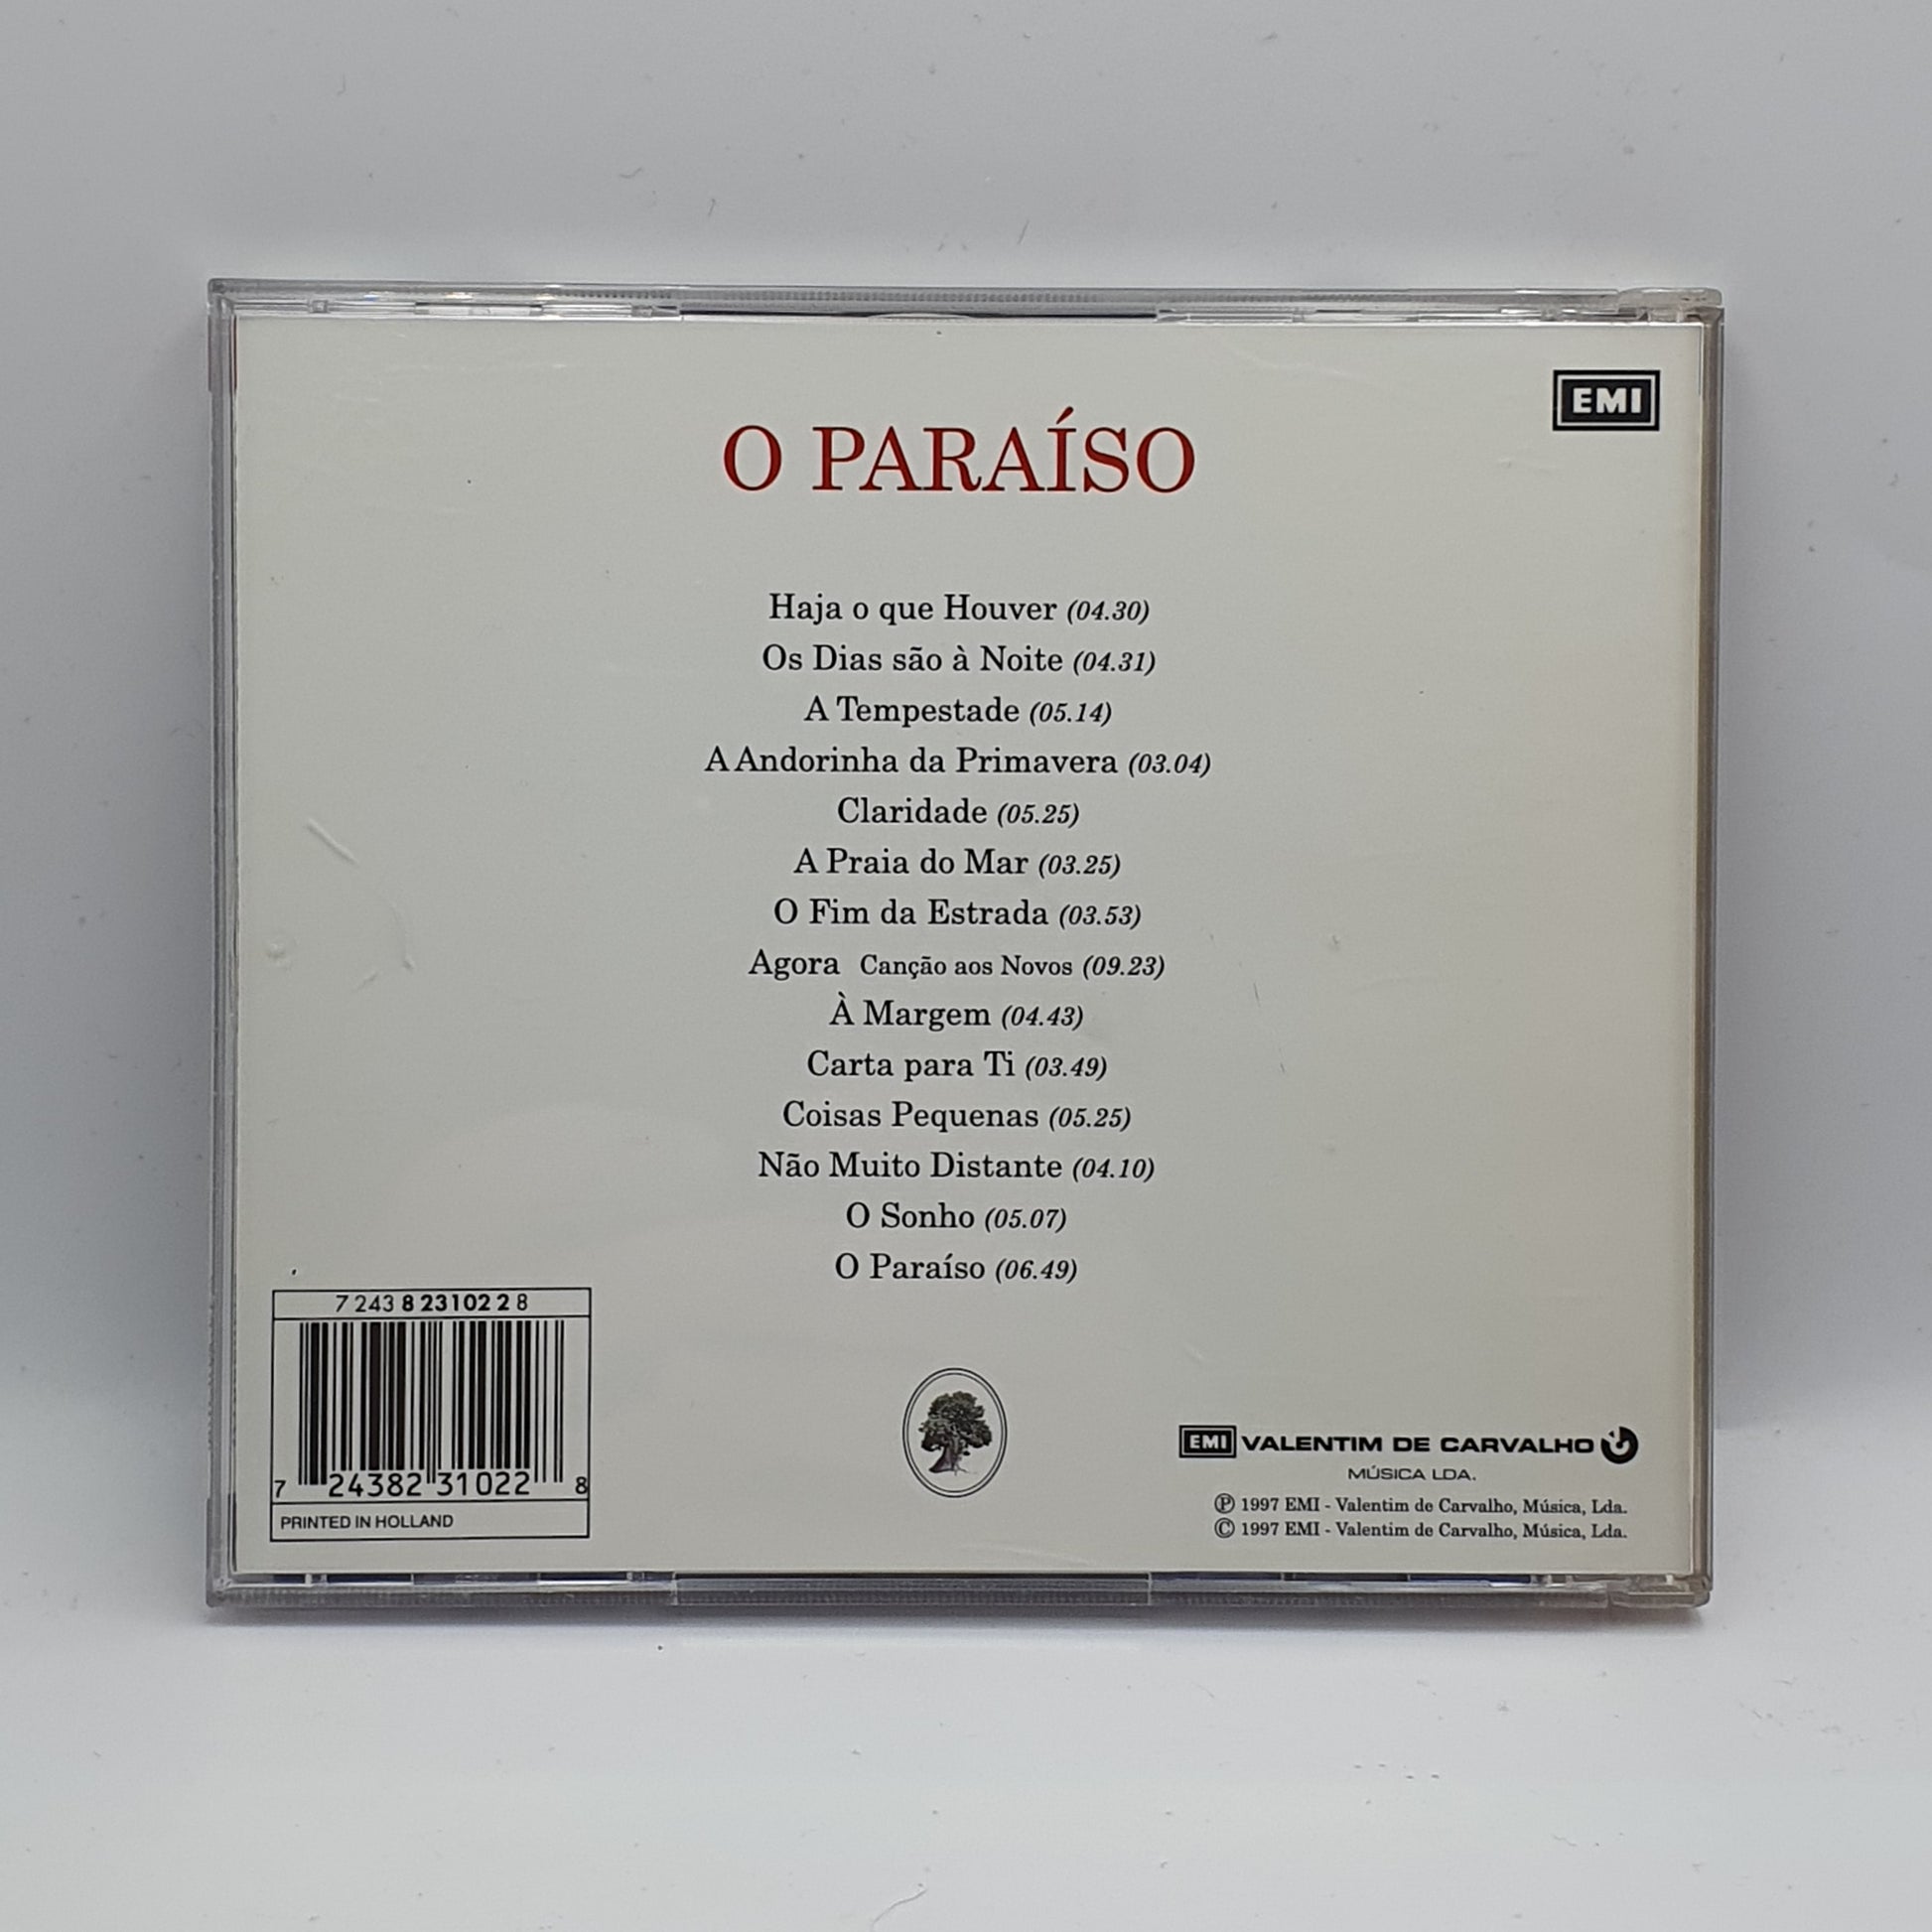 EMI
O PARAÍSO
Haja o que Houver (04.30)
Os Dias são à Noite (04.31)
A Tempestade (05.14)
A Andorinha da Primavera (03.04)
Claridade (05.25)
A Praia do Mar (03.25)
O Fim da Estrada (03.53)
Agora Canção aos Novos (09.23)
À Margem (04.43)
Carta para Ti (03.49)
Coisas Pequenas (05.25)
Não Muito Distante (04.10)
O Sonho (05.07)
O Paraíso (06.49)
7 243 8 23102 2 8
7 24382 31022 8
PRINTED IN HOLLAND
EMI VALENTIM DE CARVALHO
MÚSICA LDA.
℗ 1997 EMI - Valentim de Carvalho, Música, Lda.
© 1997 EMI - Valentim de Carvalho, Música, Lda.